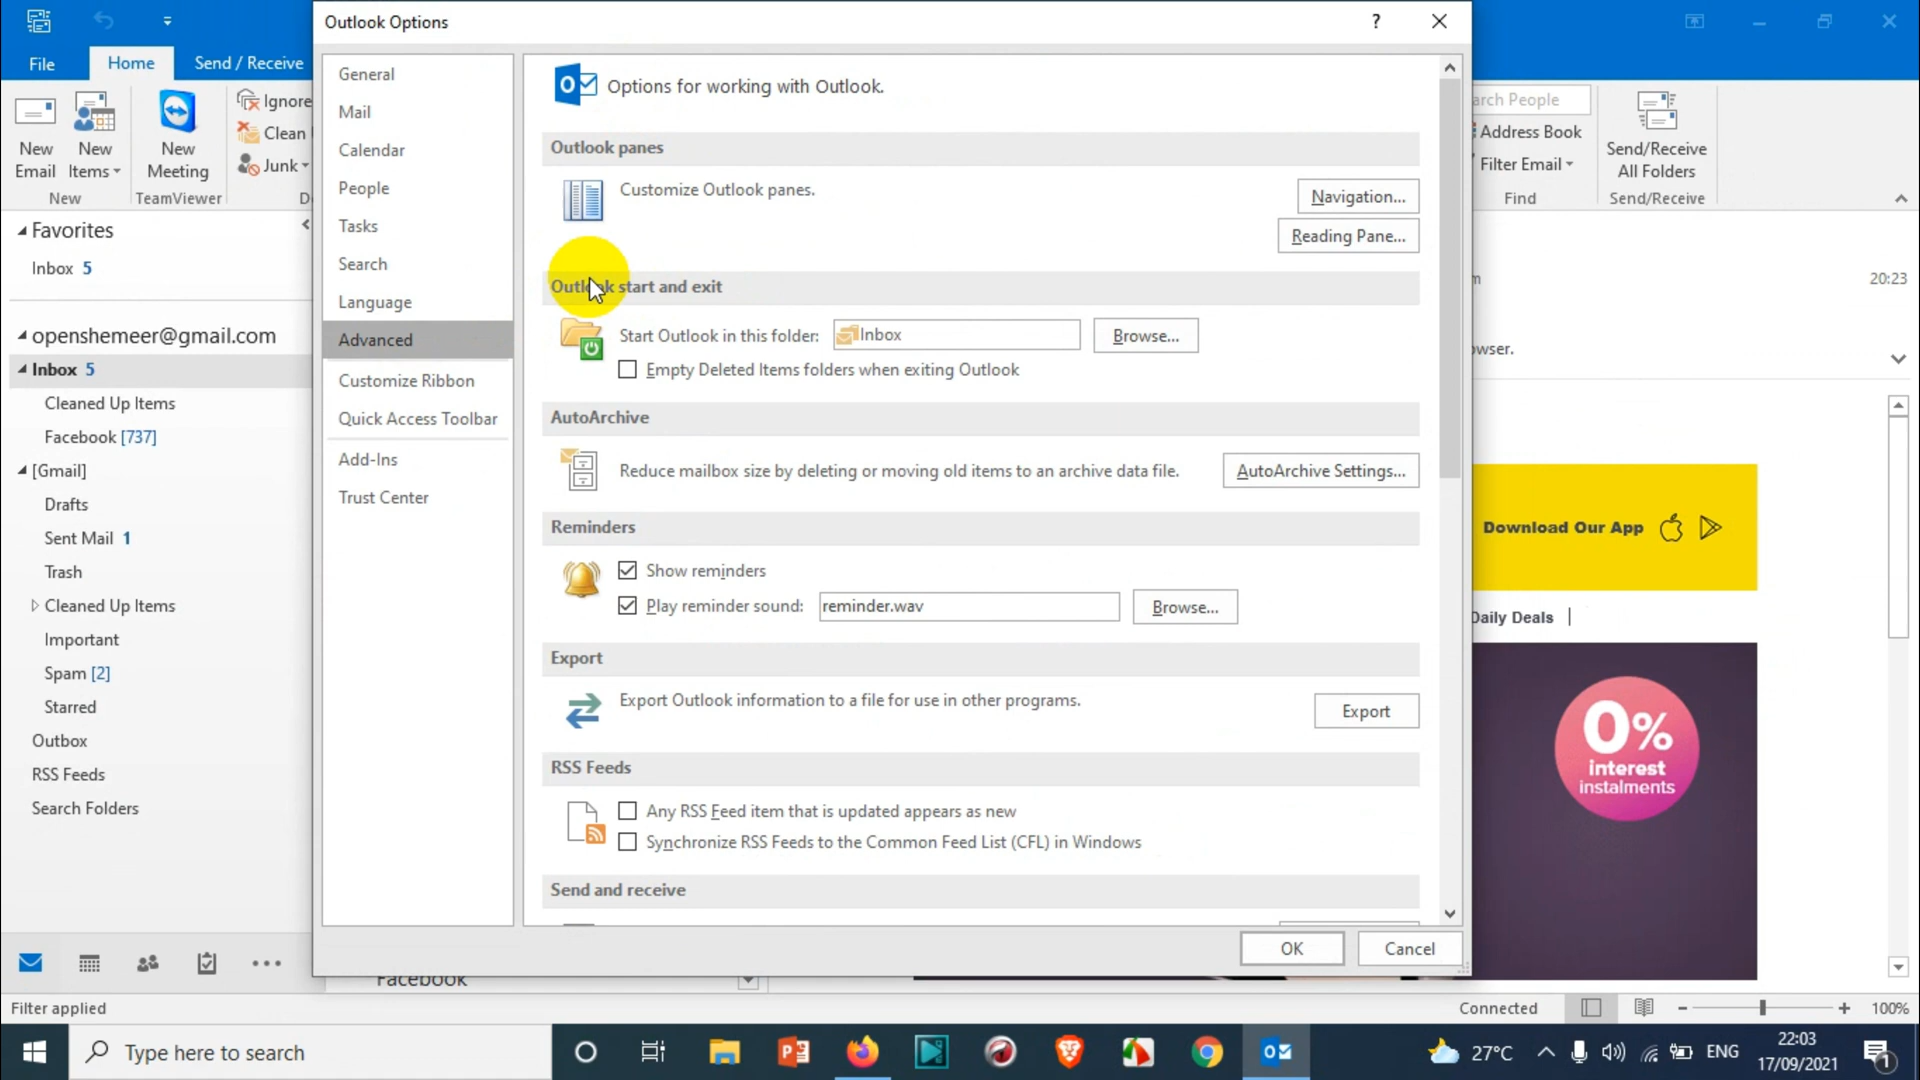 Outlook Options
?
File
Home
Send / Receive
New Email
New Items
New
New Meeting
TeamViewer
Ignore
Clean
Junk
D
Favorites
Inbox 5
openshemeer@gmail.com
Inbox 5
Cleaned Up Items
Facebook [737]
[Gmail]
Drafts
Sent Mail 1
Trash
Cleaned Up Items
Important
Spam [2]
Starred
Outbox
RSS Feeds
Search Folders
General
Mail
Calendar
People
Tasks
Search
Language
Advanced
Customize Ribbon
Quick Access Toolbar
Add-Ins
Trust Center
Options for working with Outlook.
Outlook panes
Customize Outlook panes.
Navigation...
Reading Pane...
Outlook start and exit
Start Outlook in this folder: Inbox Browse...
Empty Deleted Items folders when exiting Outlook
AutoArchive
Reduce mailbox size by deleting or moving old items to an archive data file. AutoArchive Settings...
Reminders
Show reminders
Play reminder sound: reminder.wav Browse...
Export
Export Outlook information to a file for use in other programs.
Export
RSS Feeds
Any RSS Feed item that is updated appears as new
Synchronize RSS Feeds to the Common Feed List (CFL) in Windows
Send and receive
OK
Cancel
arch People
Address Book
Filter Email
Find
Send/Receive
All Folders
Send/Receive
m
20:23
wser.
Download Our App
Daily Deals |
0%
interest
instalments
Facebook
Filter applied
Connected
100%
Type here to search
27°C
ENG
22:03
17/09/2021
1